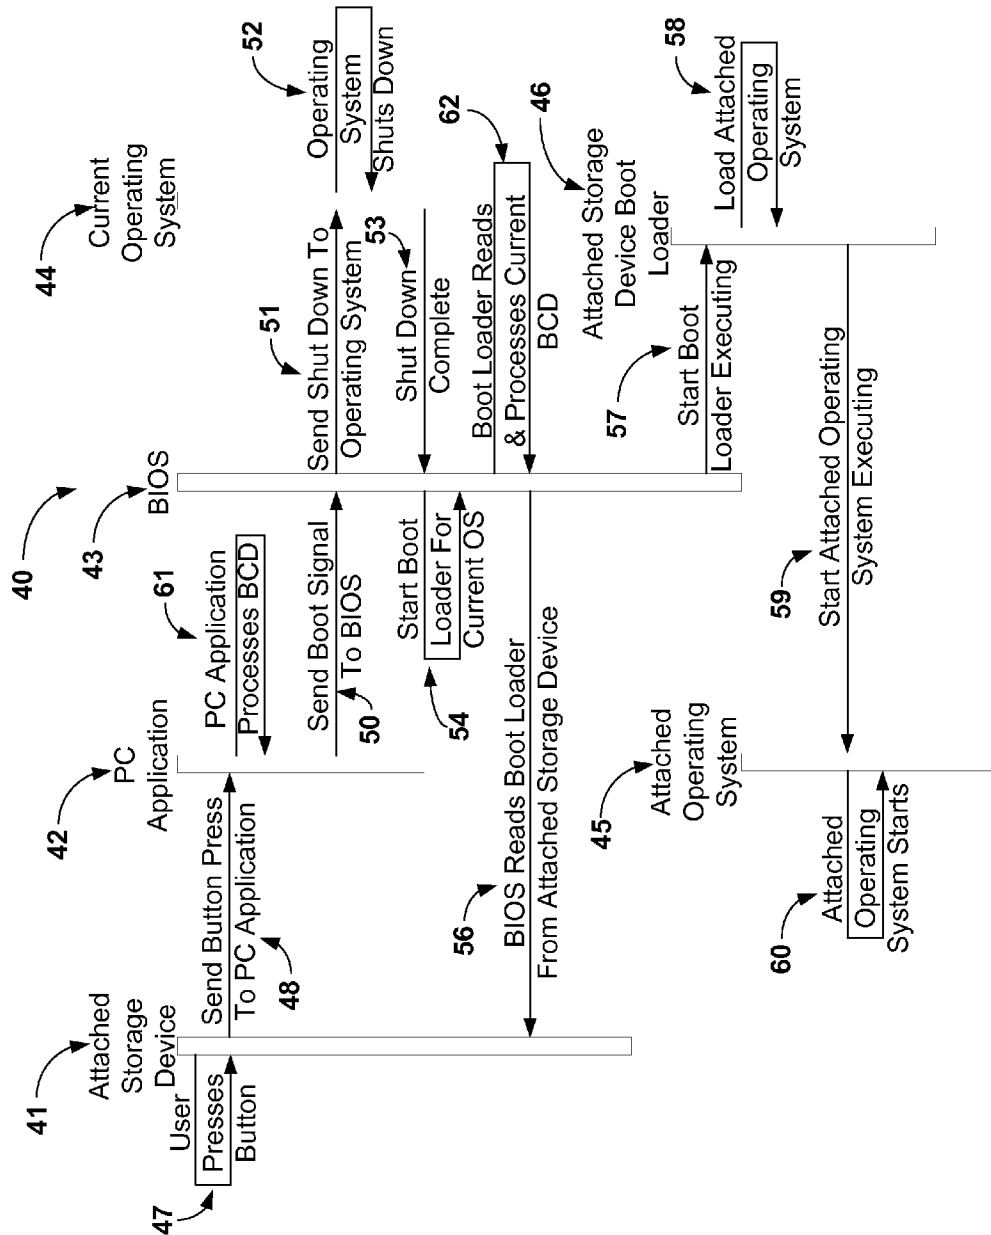 40
41
Attached
Storage
Device
42
PC
Application
43
BIOS
44
Current
Operating
System
User
Presses
Button
47
Send Button Press
To PC Application
48
61
PC Application
Processes BCD
Send Boot Signal
To BIOS
50
51
Send Shut Down To
Operating System
52
Operating
System
Shuts Down
53
Shut Down
Complete
Start Boot
Loader For
Current OS
54
62
Boot Loader Reads
& Processes Current
BCD
56
BIOS Reads Boot Loader
From Attached Storage Device
46
Attached Storage
Device Boot
Loader
57
Start Boot
Loader Executing
58
Load Attached
Operating
System
45
Attached
Operating
System
59
Start Attached Operating
System Executing
60
Attached
Operating
System Starts